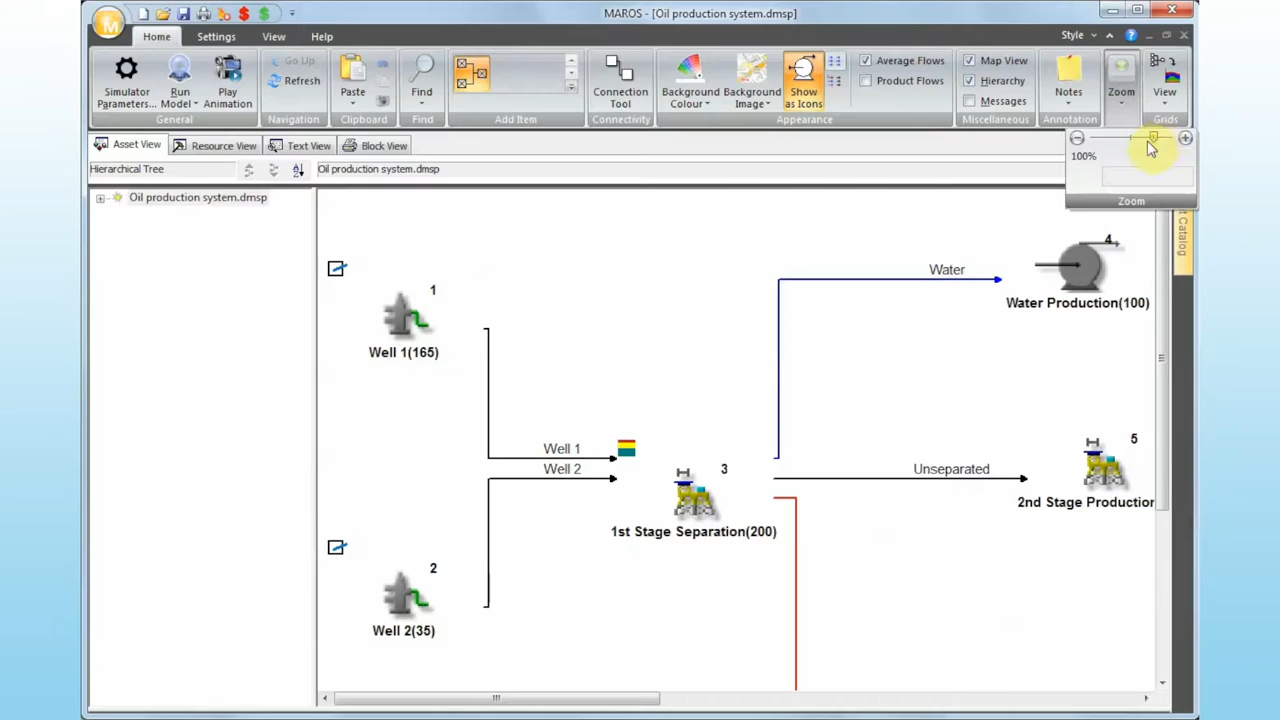 MAROS - [Oil production system.dmsp]
Home Settings View Help Style
Simulator Parameters... Run Model Play Animation
General
Go Up
Refresh
Navigation
Paste
Clipboard
Find
Find
Add Item
Connection Tool
Connectivity
Background Colour Background Image Show as Icons
Average Flows
Product Flows
Appearance
Map View
Hierarchy
Messages
Miscellaneous
Notes
Annotation
Zoom
View
Grids
Asset View Resource View Text View Block View
100%
Zoom
Hierarchical Tree
Oil production system.dmsp
Oil production system.dmsp
Catalog
1
Well 1(165)
Water
4
Water Production(100)
Well 1
Well 2
3
1st Stage Separation(200)
Unseparated
5
2nd Stage Production
2
Well 2(35)